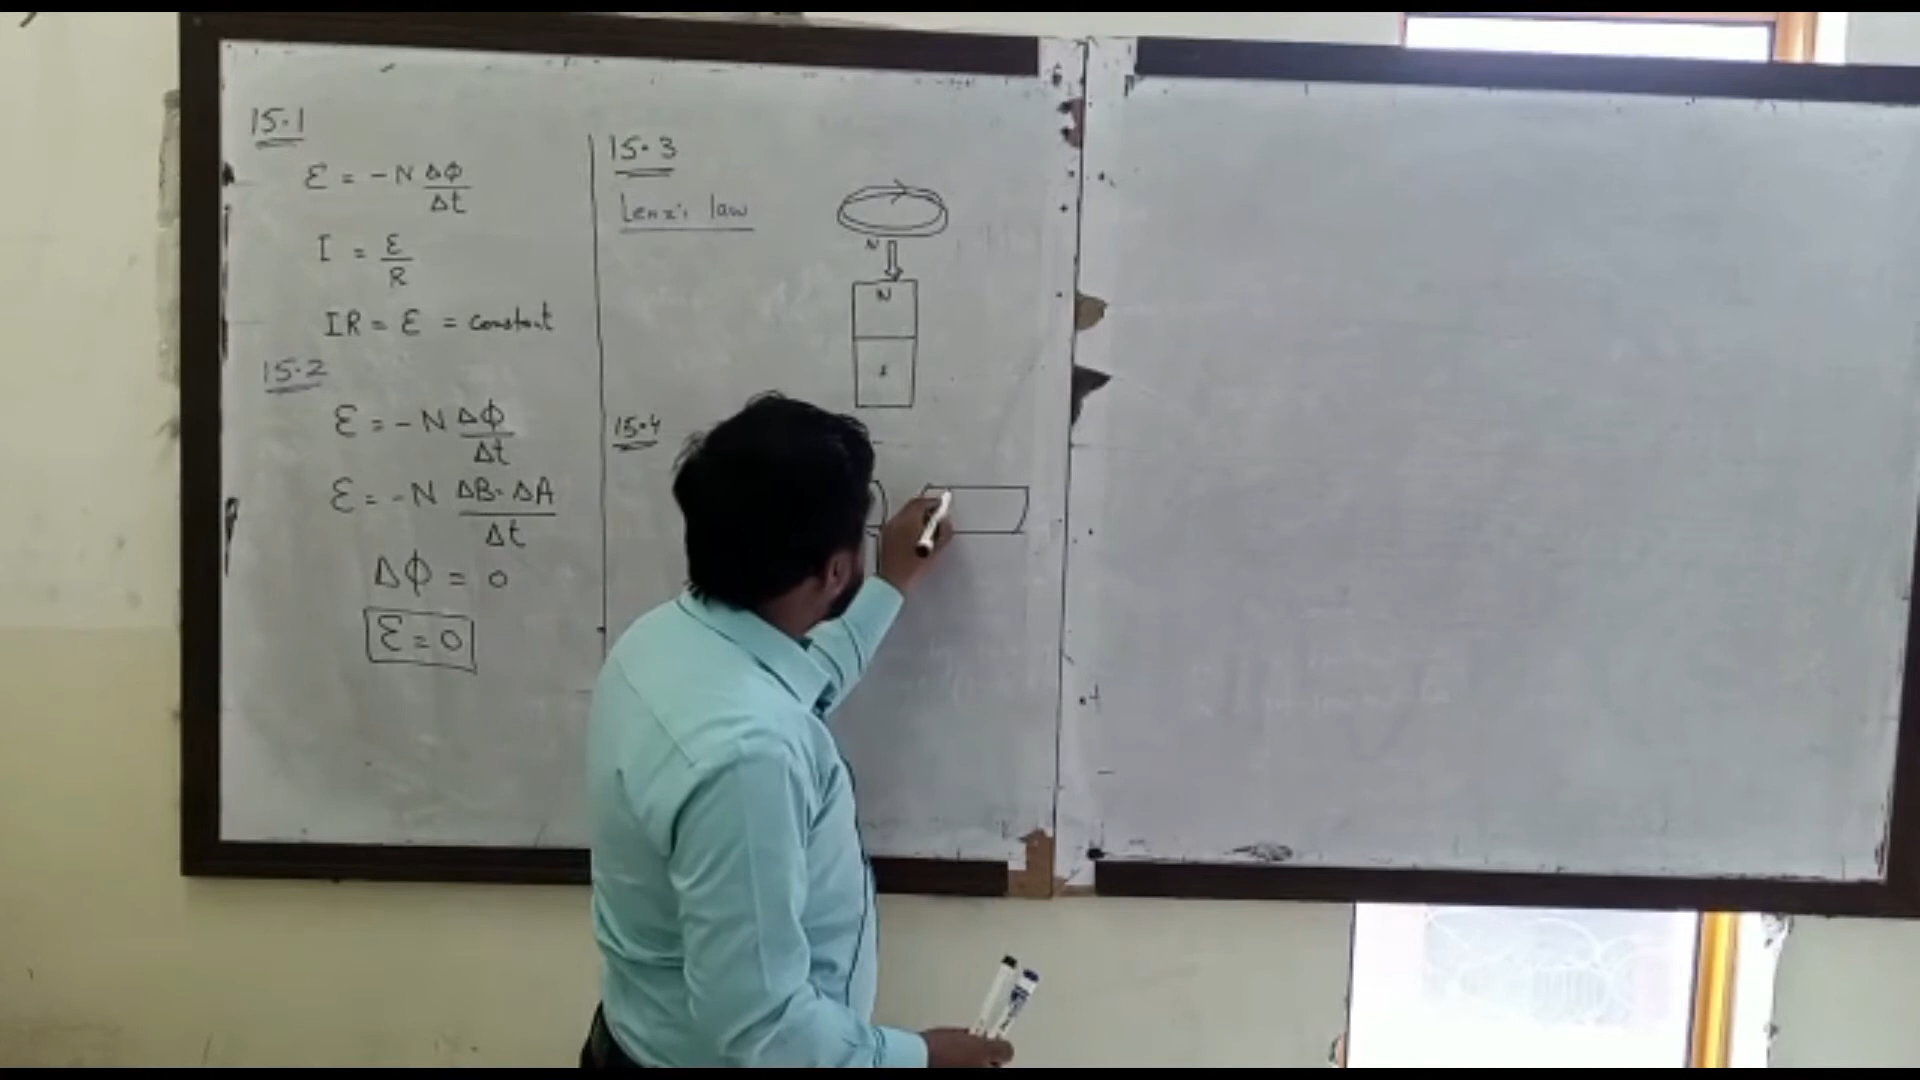 15.1
ε = -N ΔΦ/Δt
I = ε/R
IR = ε = constant
15.2
ε = -N ΔΦ/Δt
ε = -N ΔB·ΔA/Δt
ΔΦ = 0
ε = 0
15.3
Lenz's law
N
N
15.4